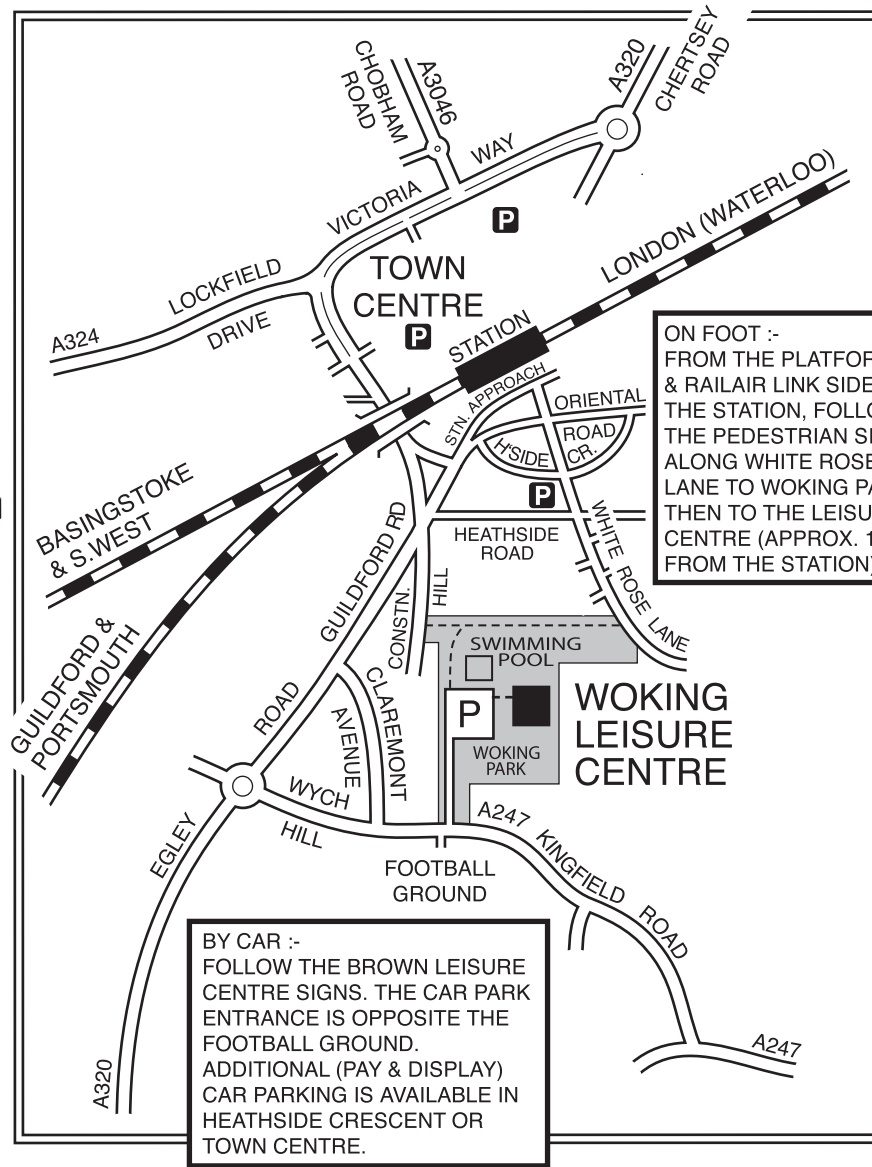 CHERTSEY
ROAD
A320
CHOBHAM
ROAD
A3046
VICTORIA WAY
P
LONDON (WATERLOO)
LOCKFIELD
DRIVE
A324
TOWN
CENTRE
P
STATION
STN. APPROACH
ORIENTAL
ROAD
H'SIDE
CR.
P
ON FOOT :-
FROM THE
& RAILAIR LINK SIDE
THE STATION,
THE PEDESTRIAN
ALONG WHITE ROSE
LANE TO WOKING
THEN TO THE
CENTRE (APPROX. 1
FROM THE STATION)
BASINGSTOKE
& S.WEST
GUILDFORD &
PORTSMOUTH
GUILDFORD RD
HEATHSIDE
ROAD
WHITE ROSE LANE
CONSTN. HILL
SWIMMING
POOL
P
WOKING
PARK
WOKING
LEISURE
CENTRE
ROAD
CLAREMONT
AVENUE
WYCH
HILL
EGLEY
A320
A247 KINGFIELD ROAD
FOOTBALL
GROUND
A247
BY CAR :-
FOLLOW THE BROWN LEISURE
CENTRE SIGNS. THE CAR PARK
ENTRANCE IS OPPOSITE THE
FOOTBALL GROUND.
ADDITIONAL (PAY & DISPLAY)
CAR PARKING IS AVAILABLE IN
HEATHSIDE CRESCENT OR
TOWN CENTRE.